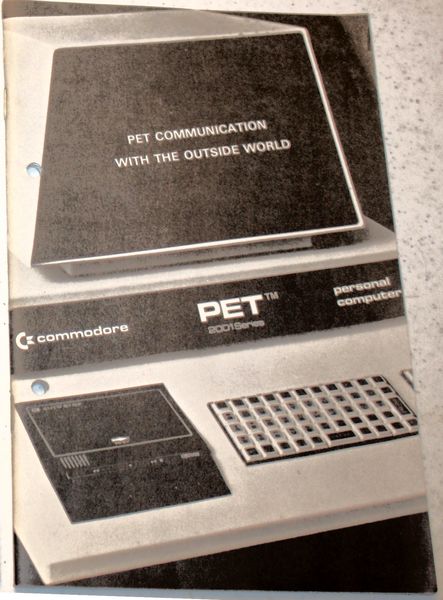 PET COMMUNICATION
WITH THE OUTSIDE WORLD
commodore
PET™
2001 Series
personal
computer